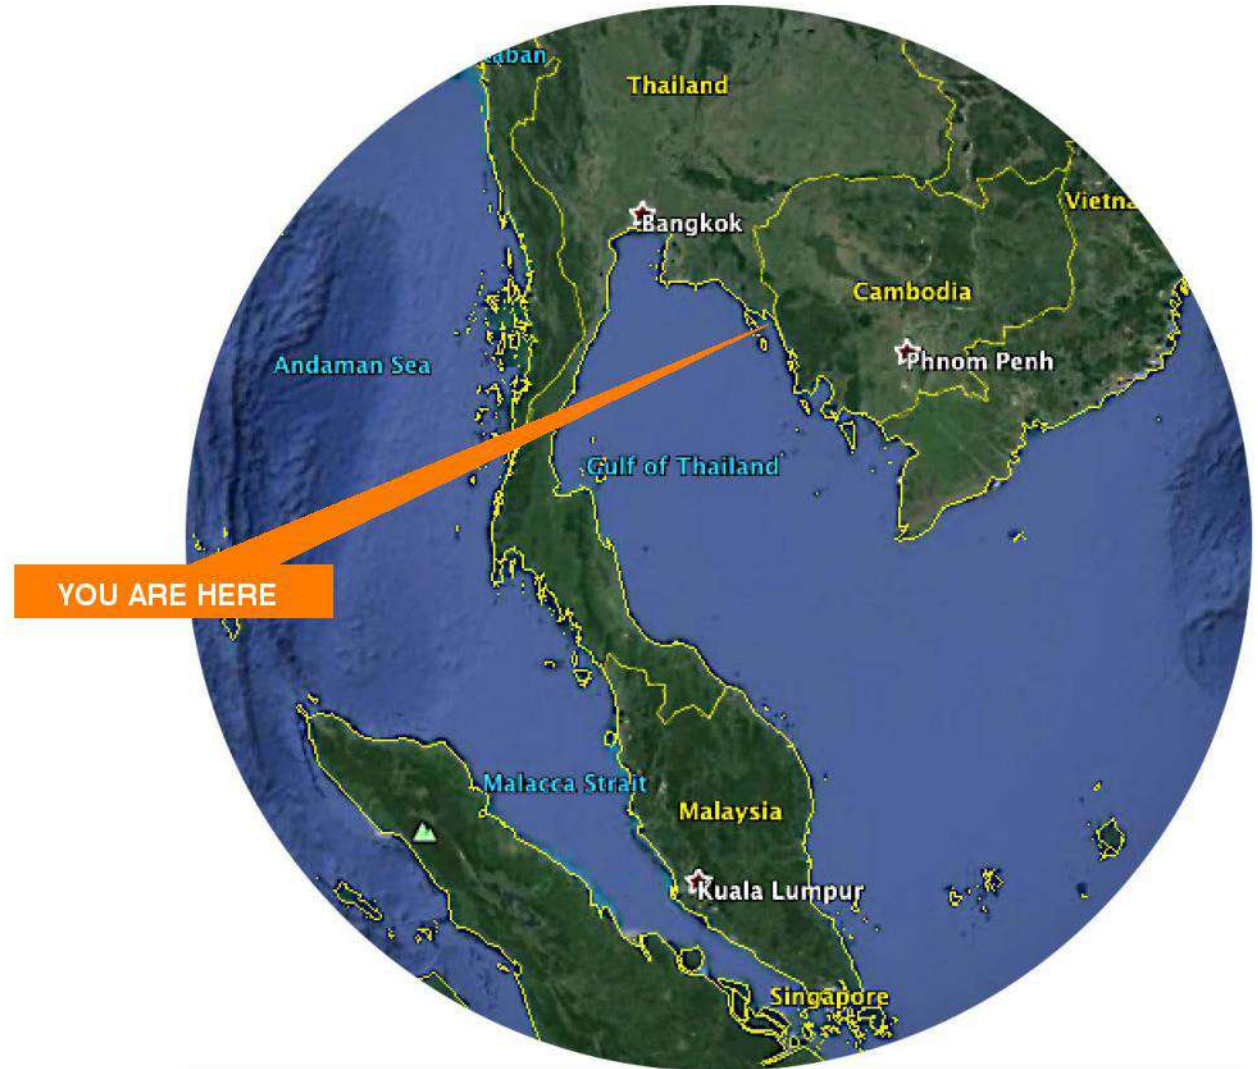 aban
Thailand
Bangkok
Vietna
Cambodia
Phnom Penh
Andaman Sea
Gulf of Thailand
YOU ARE HERE
Malacca Strait
Malaysia
Kuala Lumpur
Singapore